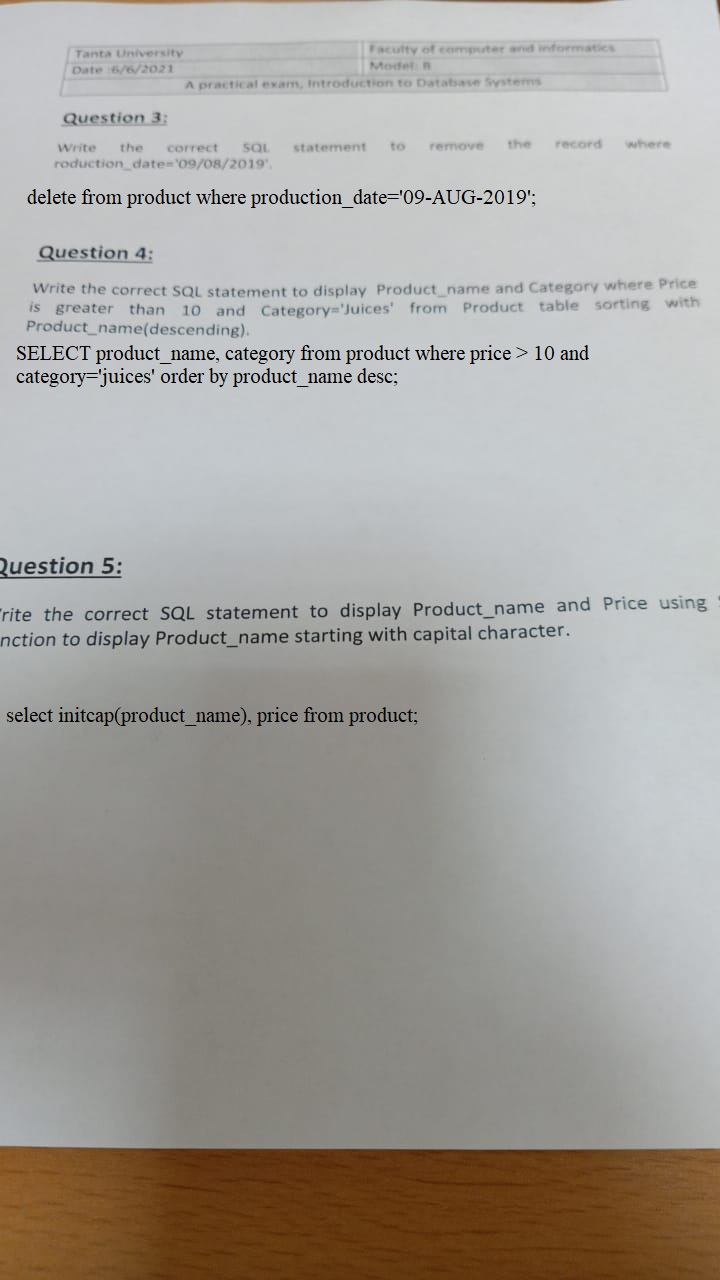 Tanta University
Faculty of computer and informatics
Date :6/6/2021
Model: B
A practical exam, Introduction to Database Systems
Question 3:
Write the correct SQL statement to remove the record where
roduction_date='09/08/2019'.
delete from product where production_date='09-AUG-2019';
Question 4:
Write the correct SQL statement to display Product_name and Category where Price
is greater than 10 and Category='Juices' from Product table sorting with
Product_name(descending).
SELECT product_name, category from product where price > 10 and
category='juices' order by product_name desc;
Question 5:
rite the correct SQL statement to display Product_name and Price using
nction to display Product_name starting with capital character.
select initcap(product_name), price from product;